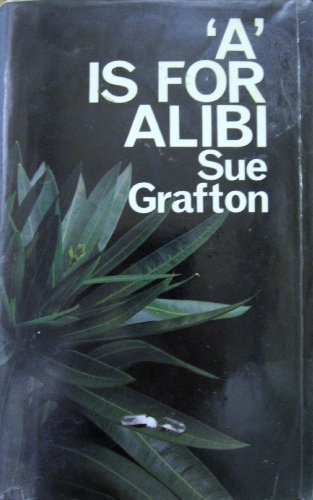 ‘A’
IS FOR
ALIBI
Sue
Grafton